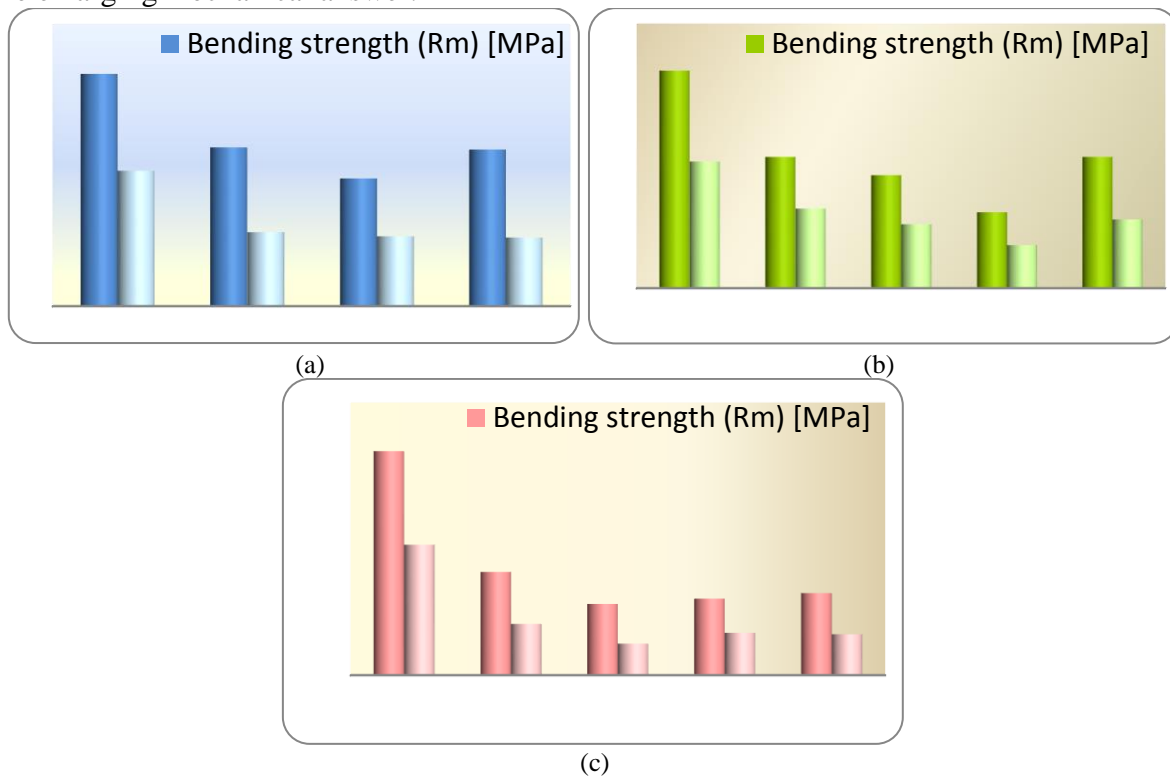 Bending strength (Rm) [MPa]
Bending strength (Rm) [MPa]
(a)
(b)
Bending strength (Rm) [MPa]
(c)